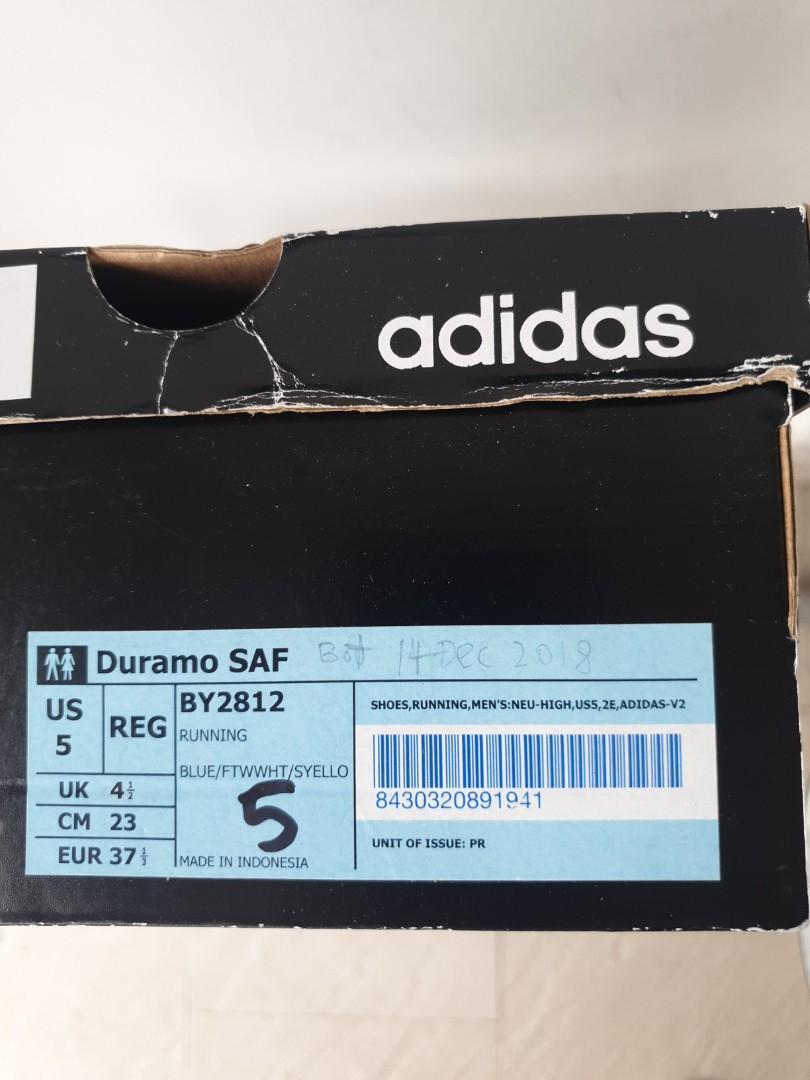 adidas
Duramo SAF Bot 14 Dec 2018
US
5
REG
UK 4½
CM 23
EUR 37⅓
BY2812
RUNNING
BLUE/FTWWHT/SYELLO
5
MADE IN INDONESIA
SHOES,RUNNING,MEN'S:NEU-HIGH,US5,2E,ADIDAS-V2
8430320891941
UNIT OF ISSUE: PR